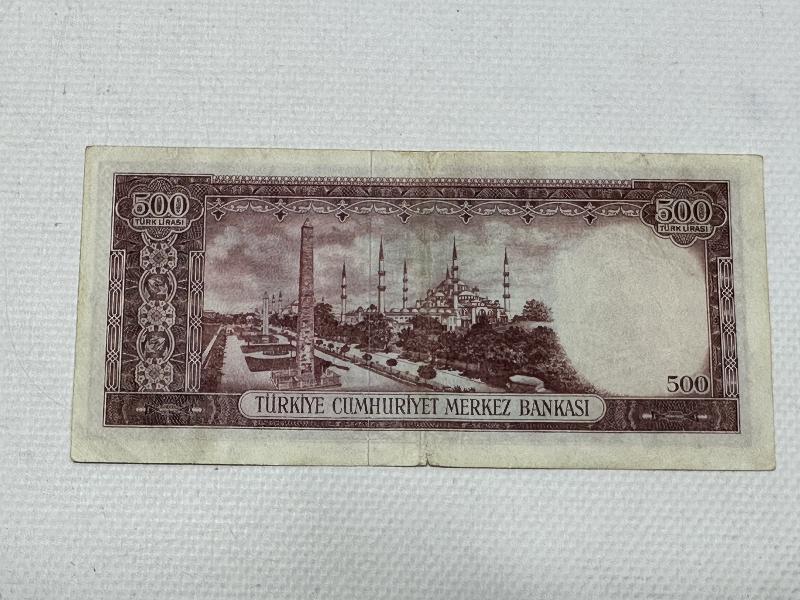 500
TÜRK LİRASI
500
TÜRK LİRASI
500
TÜRKİYE CUMHURİYET MERKEZ BANKASI